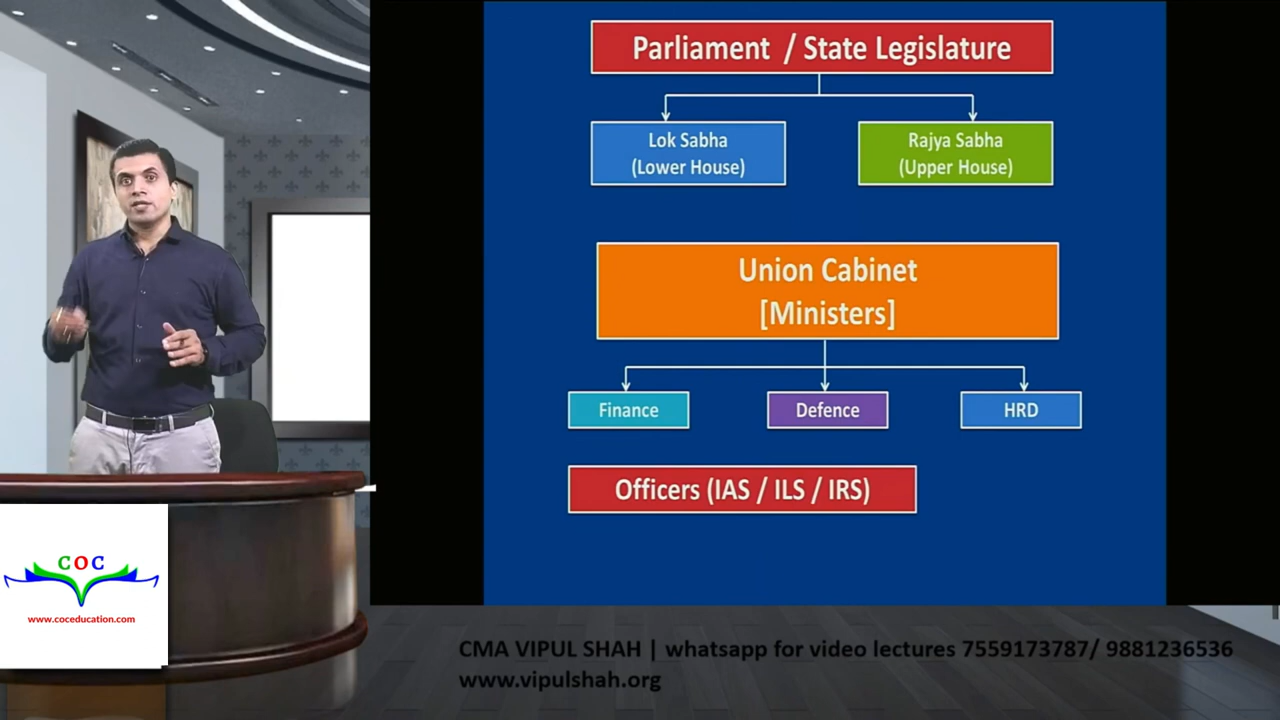 Parliament / State Legislature
Lok Sabha
(Lower House)
Rajya Sabha
(Upper House)
Union Cabinet
[Ministers]
Finance
Defence
HRD
Officers (IAS / ILS / IRS)
COC
www.coceducation.com
CMA VIPUL SHAH | whatsapp for video lectures 7559173787/ 9881236536
www.vipulshah.org